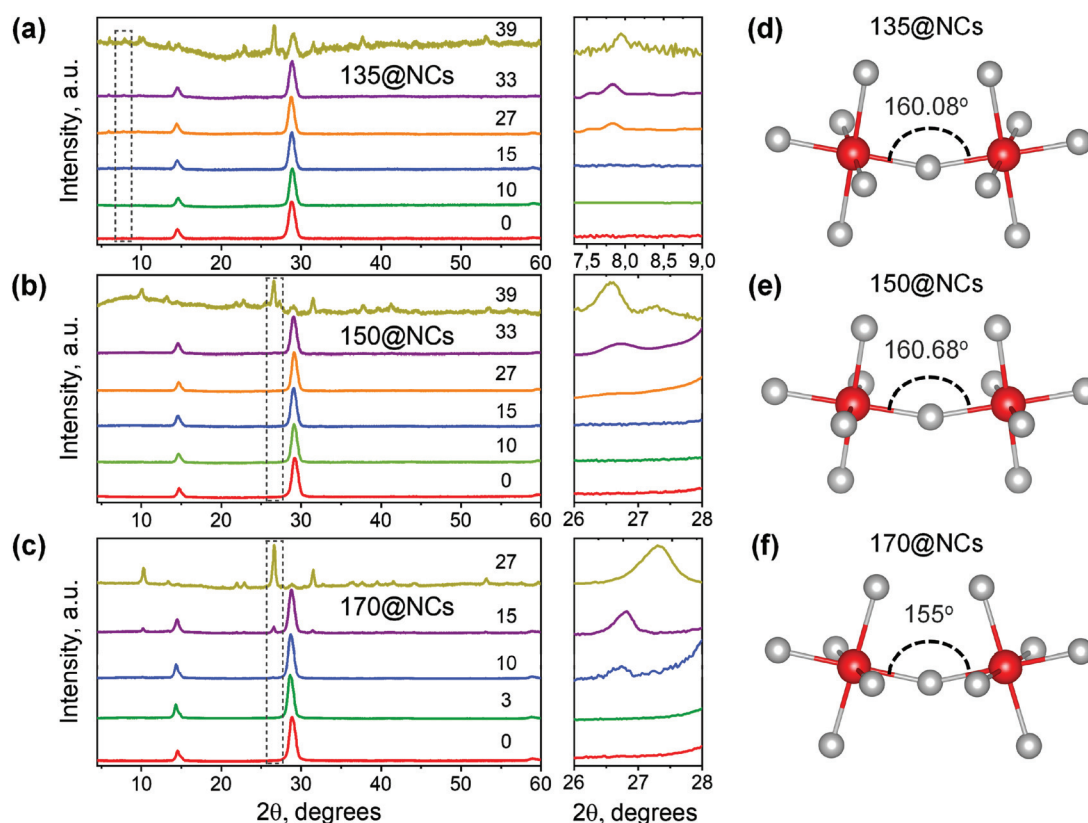 (a)
Intensity, a.u.
39
135@NCs
33
27
15
10
0
10 20 30 40 50 60
7,5 8,0 8,5 9,0
(d)
135@NCs
160.08º
(b)
Intensity, a.u.
39
33
150@NCs
27
15
10
0
10 20 30 40 50 60
26 27 28
(e)
150@NCs
160.68º
(c)
Intensity, a.u.
27
170@NCs
15
10
3
0
10 20 30 40 50 60
2θ, degrees
26 27 28
2θ, degrees
(f)
170@NCs
155º